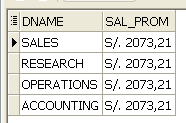 DNAME SAL_PROM
SALES S/. 2073,21
RESEARCH S/. 2073,21
OPERATIONS S/. 2073,21
ACCOUNTING S/. 2073,21